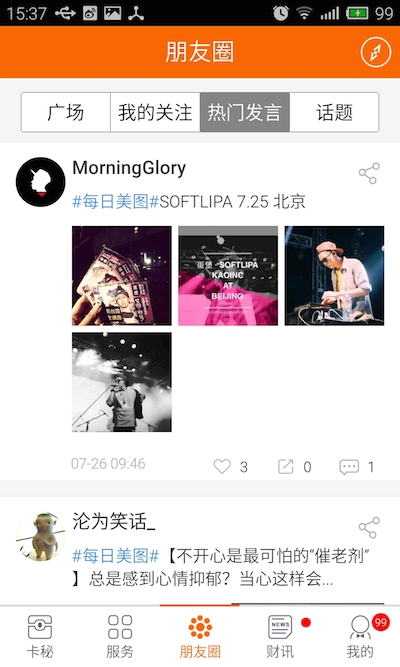 15:37
99
朋友圈
广场
我的关注
热门发言
话题
MorningGlory
#每日美图#SOFTLIPA 7.25 北京
蛋堡 · SOFTLIPA
KAOINC
AT
BEIJING
07-26 09:46
3
0
1
沦为笑话_
#每日美图#【不开心是最可怕的“催老剂”
】总是感到心情抑郁？当心这样会...
NEWS
99
卡秘
服务
朋友圈
财讯
我的